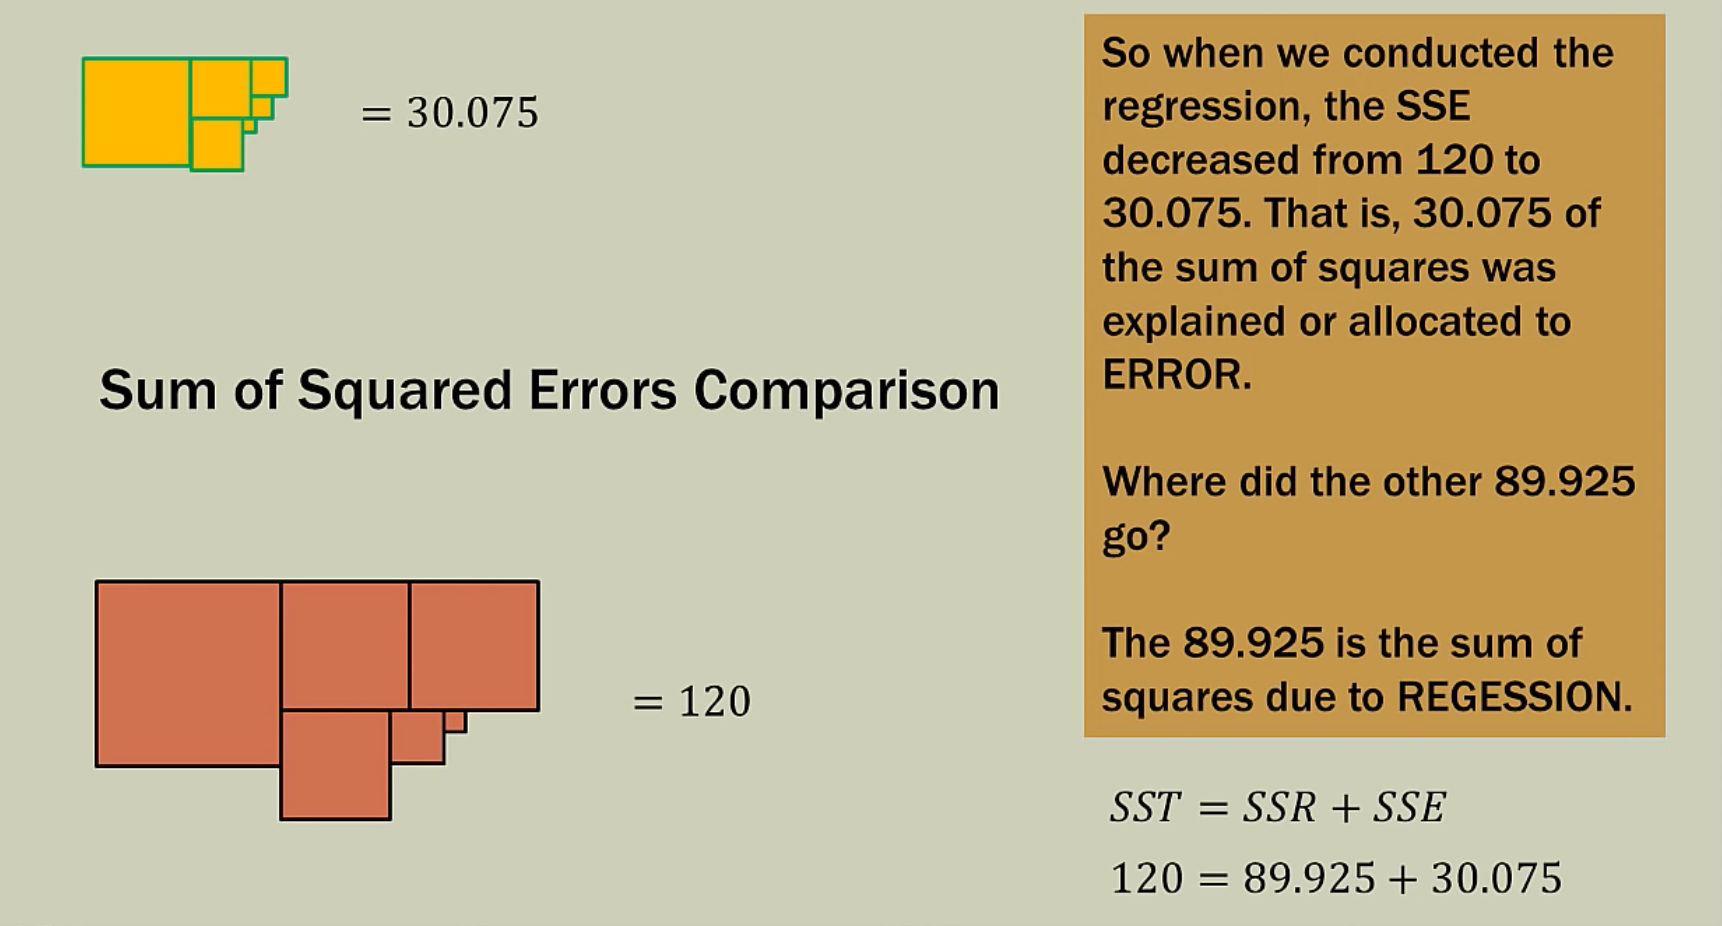 = 30.075
Sum of Squared Errors Comparison
= 120
So when we conducted the
regression, the SSE
decreased from 120 to
30.075. That is, 30.075 of
the sum of squares was
explained or allocated to
ERROR.
Where did the other 89.925
go?
The 89.925 is the sum of
squares due to REGESSION.
SST = SSR + SSE
120 = 89.925 + 30.075